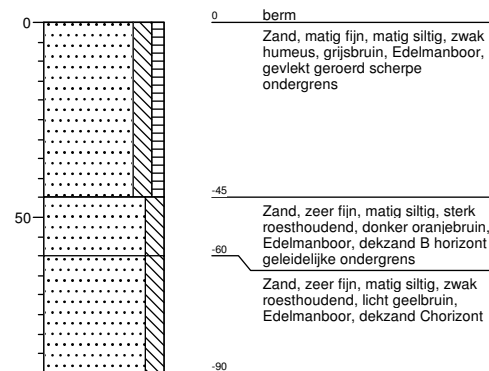 0
0 berm
Zand, matig fijn, matig siltig, zwak
humeus, grijsbruin, Edelmanboor,
gevlekt geroerd scherpe
ondergrens
-45
50
Zand, zeer fijn, matig siltig, sterk
roesthoudend, donker oranjebruin,
Edelmanboor, dekzand B horizont
geleidelijke ondergrens
-60
Zand, zeer fijn, matig siltig, zwak
roesthoudend, licht geelbruin,
Edelmanboor, dekzand Chorizont
-90